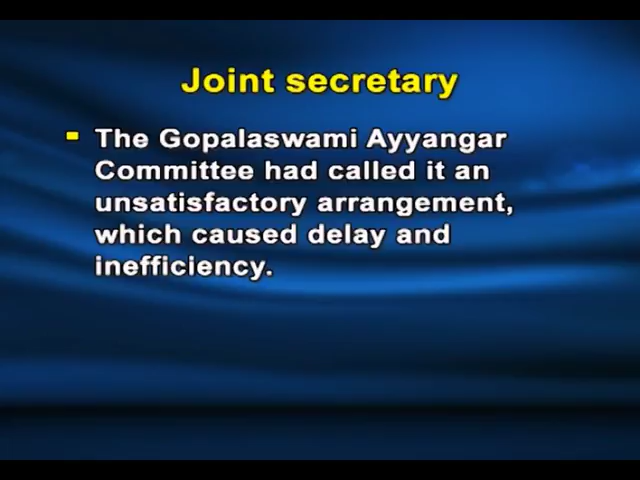 Joint secretary
The Gopalaswami Ayyangar
Committee had called it an
unsatisfactory arrangement,
which caused delay and
inefficiency.